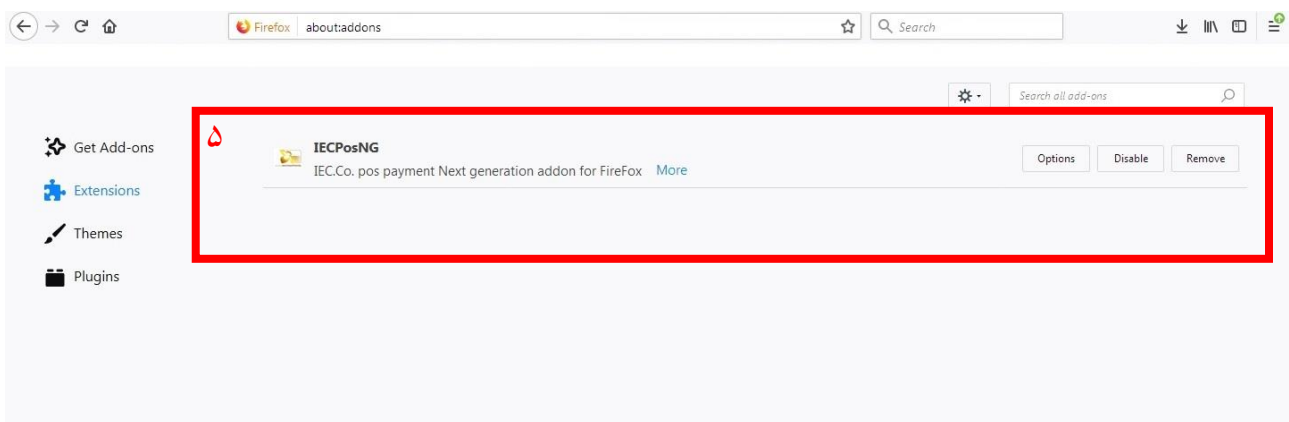 Firefox about:addons Search
Search all add-ons
۵
Get Add-ons
Extensions
Themes
Plugins
IECPosNG
IEC.Co. pos payment Next generation addon for FireFox More
Options Disable Remove